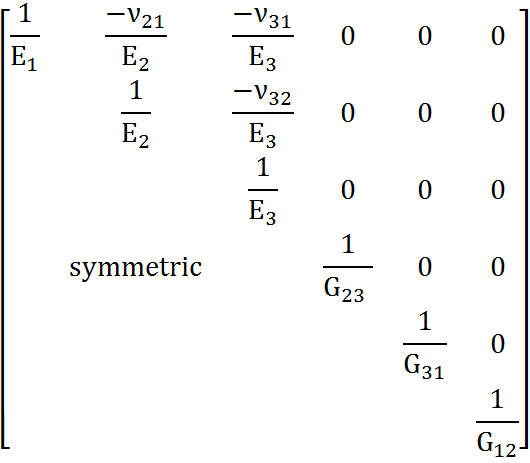 1/E₁ −ν₂₁/E₂ −ν₃₁/E₃ 0 0 0
1/E₂ −ν₃₂/E₃ 0 0 0
1/E₃ 0 0 0
symmetric 1/G₂₃ 0 0
1/G₃₁ 0
1/G₁₂